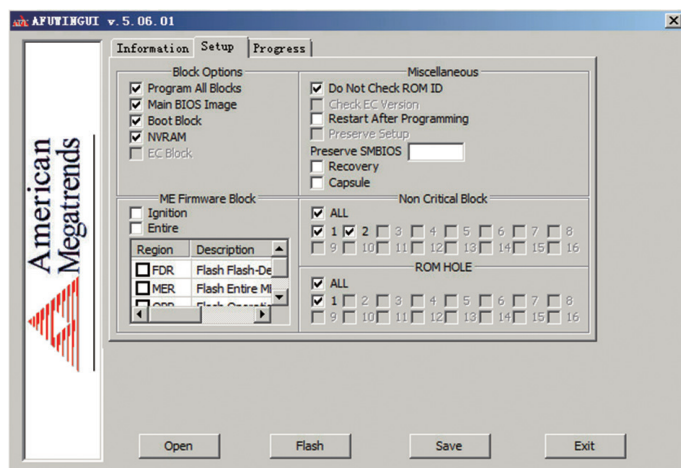 AFUWINGUI v.5.06.01
American
Megatrends
Information Setup Progress
Block Options
Program All Blocks
Main BIOS Image
Boot Block
NVRAM
EC Block
Miscellaneous
Do Not Check ROM ID
Check EC Version
Restart After Programming
Preserve Setup
Preserve SMBIOS
Recovery
Capsule
ME Firmware Block
Ignition
Entire
Region Description
FDR Flash Flash-De
MER Flash Entire
Non Critical Block
ALL
1 2 3 4 5 6 7 8
9 10 11 12 13 14 15 16
ROM HOLE
ALL
1 2 3 4 5 6 7 8
9 10 11 12 13 14 15 16
Open Flash Save Exit